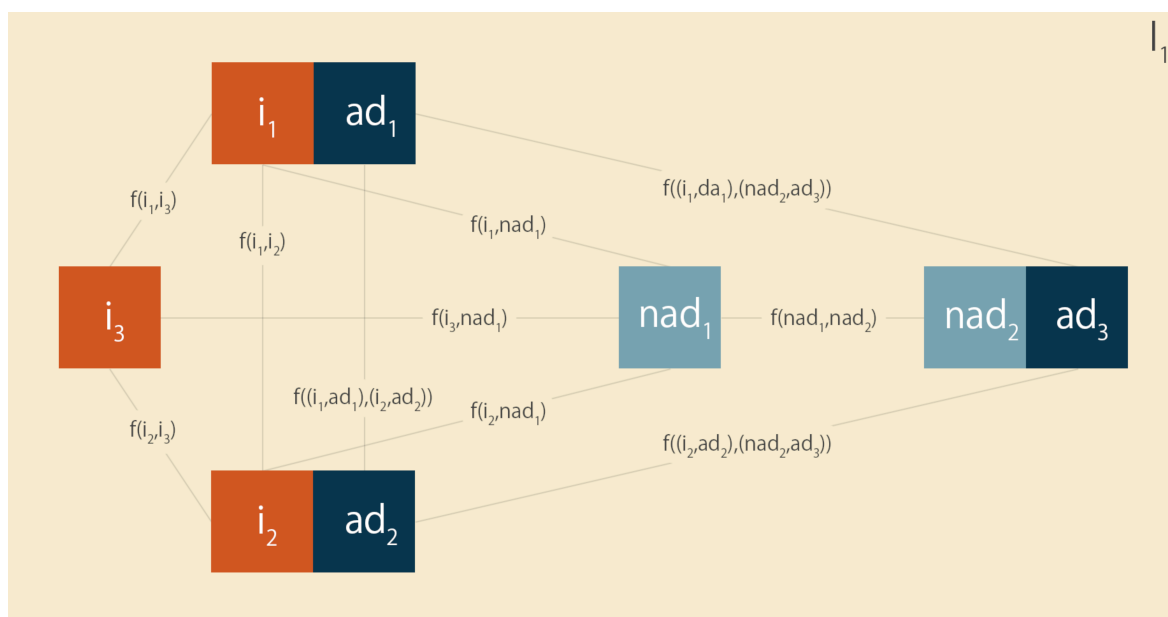 I₁
i₁ ad₁
f((i₁,da₁),(nad₂,ad₃))
f(i₁,i₃)
f(i₁,nad₁)
f(i₁,i₂)
i₃
f(i₃,nad₁)
nad₁
f(nad₁,nad₂)
nad₂ ad₃
f((i₁,ad₁),(i₂,ad₂))
f(i₂,nad₁)
f(i₂,i₃)
f((i₂,ad₂),(nad₂,ad₃))
i₂ ad₂